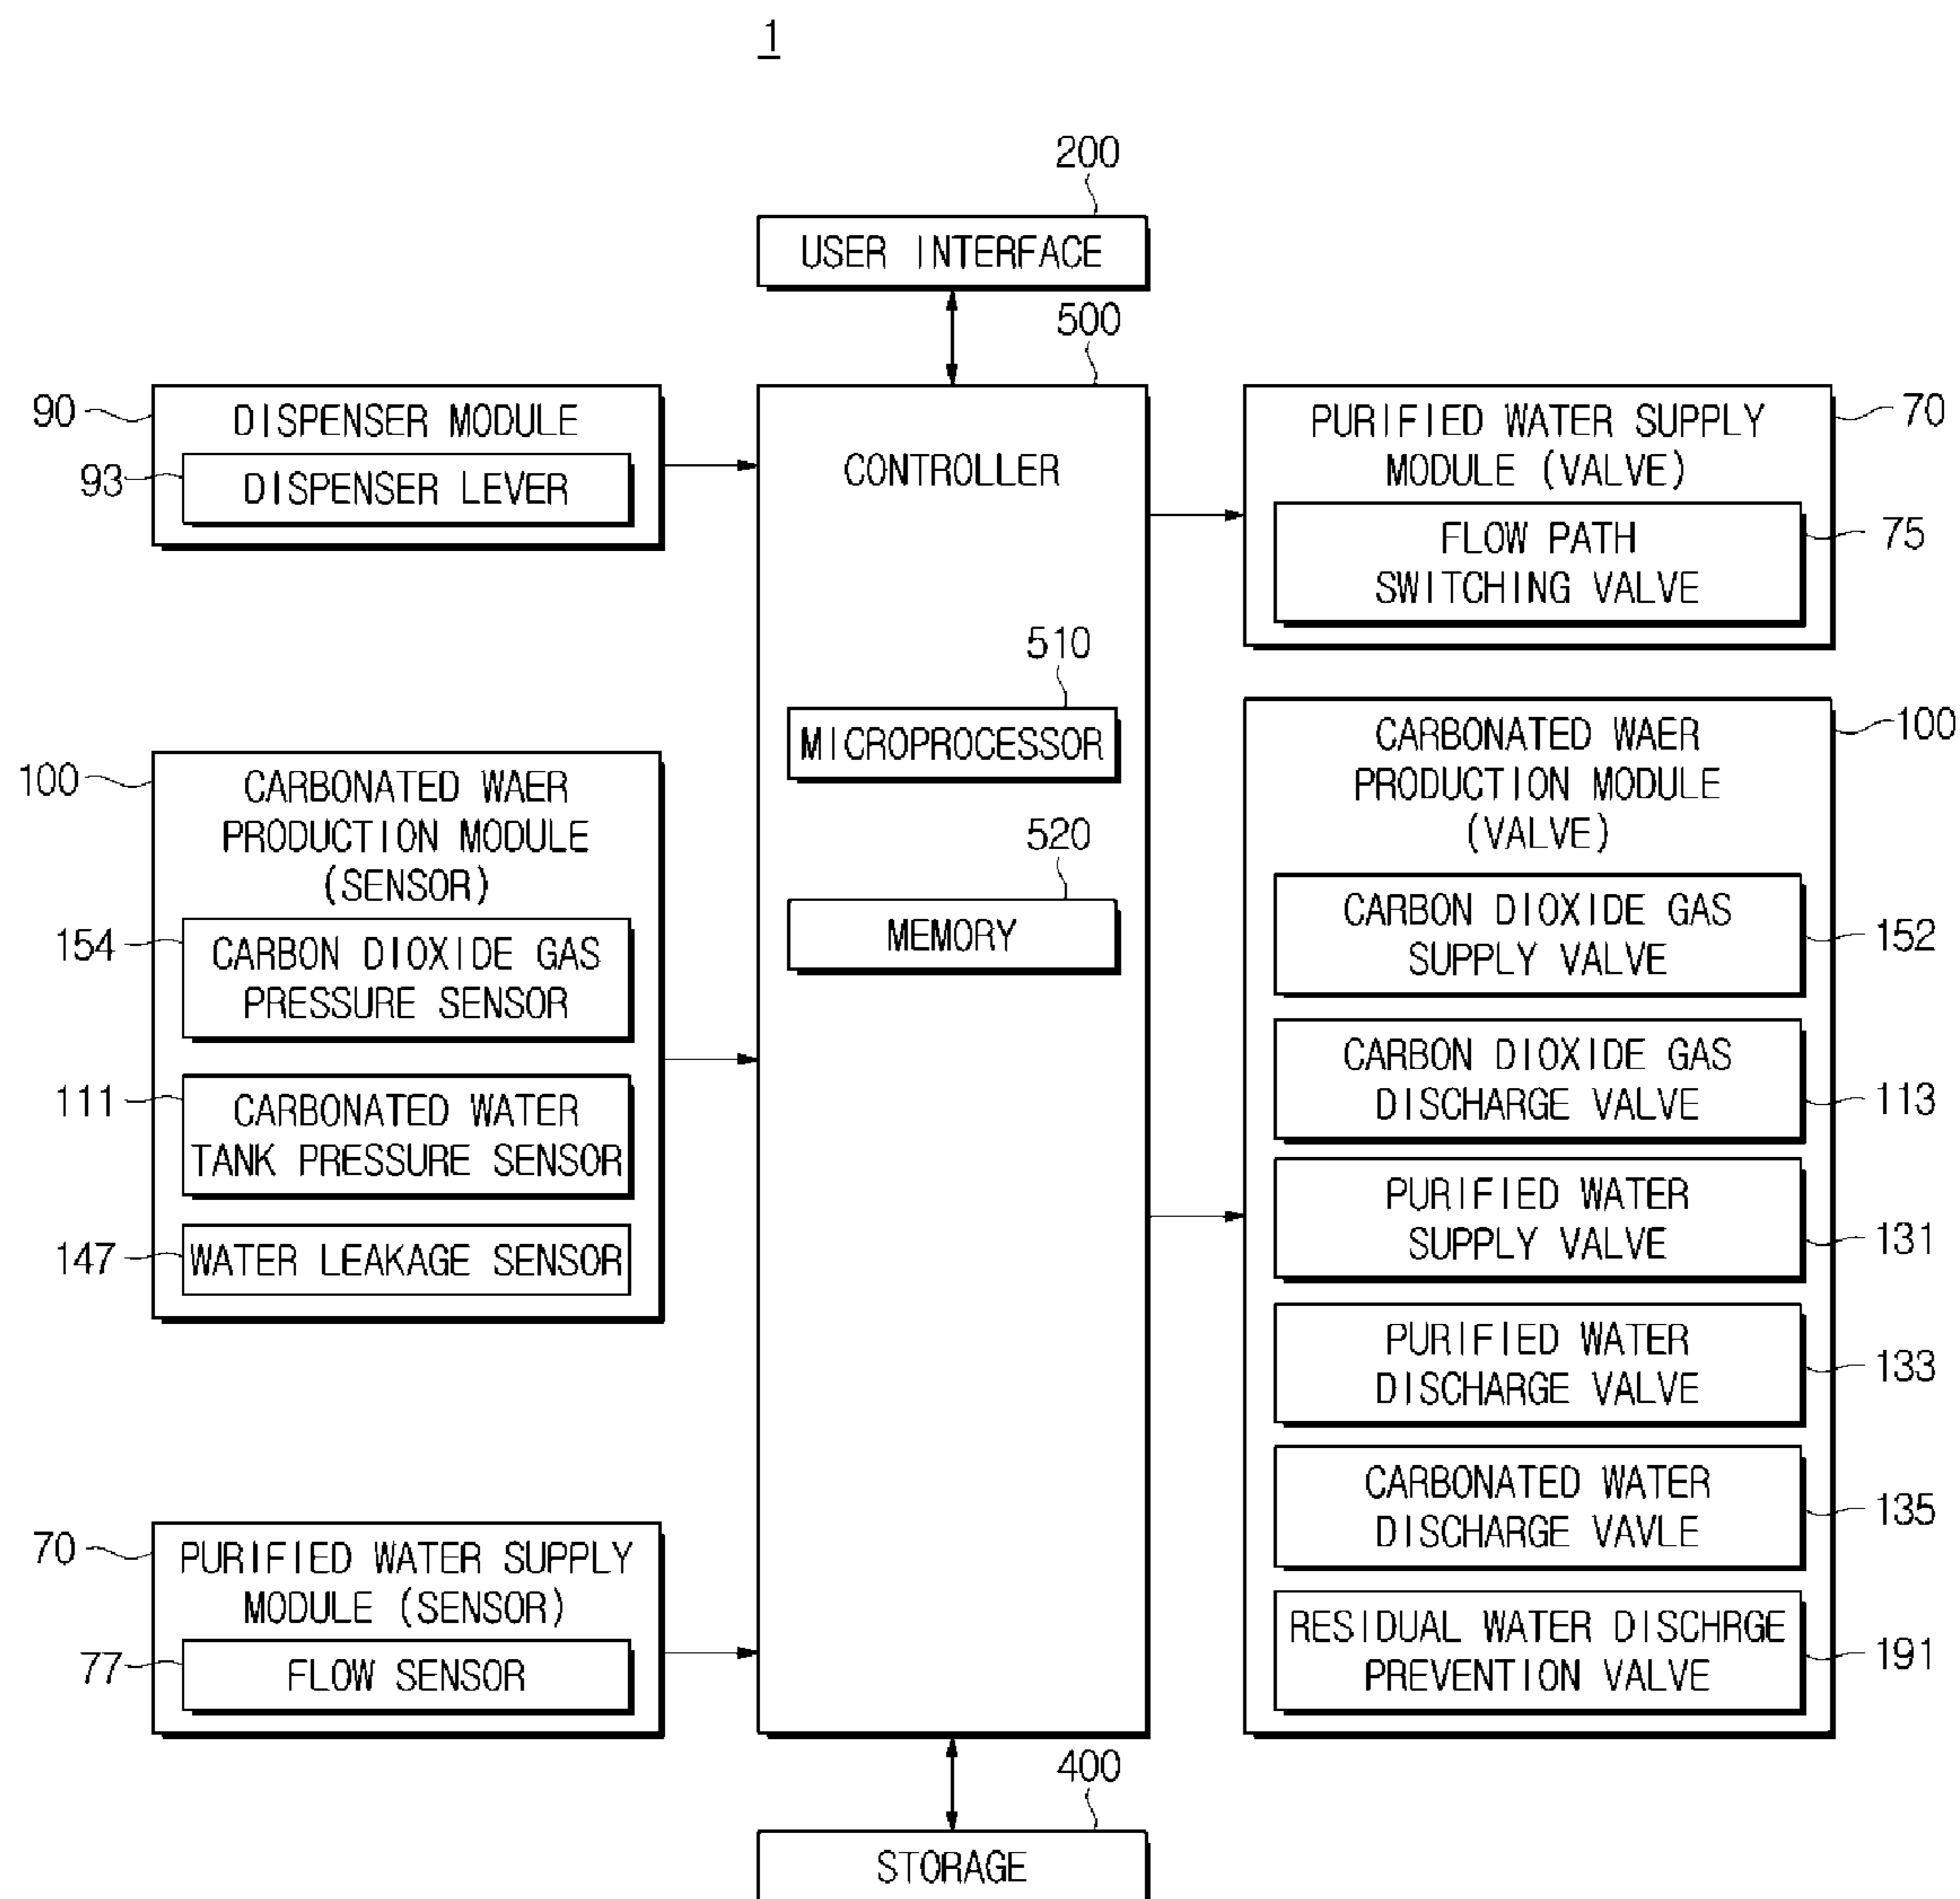 1
200
USER INTERFACE
500
CONTROLLER
510
MICROPROCESSOR
520
MEMORY
90
DISPENSER MODULE
93
DISPENSER LEVER
100
CARBONATED WAER
PRODUCTION MODULE
(SENSOR)
154
CARBON DIOXIDE GAS
PRESSURE SENSOR
111
CARBONATED WATER
TANK PRESSURE SENSOR
147
WATER LEAKAGE SENSOR
70
PURIFIED WATER SUPPLY
MODULE (SENSOR)
77
FLOW SENSOR
PURIFIED WATER SUPPLY
MODULE (VALVE)
70
FLOW PATH
SWITCHING VALVE
75
CARBONATED WAER
PRODUCTION MODULE
(VALVE)
100
CARBON DIOXIDE GAS
SUPPLY VALVE
152
CARBON DIOXIDE GAS
DISCHARGE VALVE
113
PURIFIED WATER
SUPPLY VALVE
131
PURIFIED WATER
DISCHARGE VALVE
133
CARBONATED WATER
DISCHARGE VAVLE
135
RESIDUAL WATER DISCHRGE
PREVENTION VALVE
191
400
STORAGE